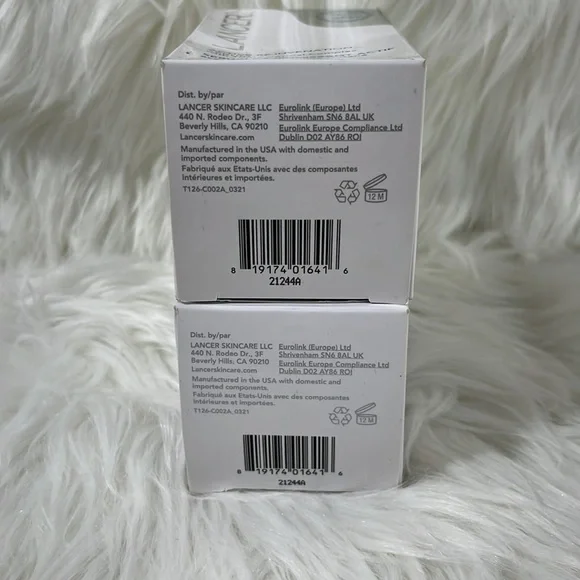 LANCER
Dist. by/par
LANCER SKINCARE LLC
440 N. Rodeo Dr., 3F
Beverly Hills, CA 90210
Lancerskincare.com
Eurolink (Europe) Ltd
Shrivenham SN6 8AL UK
Eurolink Europe Compliance Ltd
Dublin D02 AY86 ROI
Manufactured in the USA with domestic and
imported components.
Fabriqué aux Etats-Unis avec des composantes
intérieures et importées.
T126-C002A_0321
12 M
8 19174 01641 6
21244A
Dist. by/par
LANCER SKINCARE LLC
440 N. Rodeo Dr., 3F
Beverly Hills, CA 90210
Lancerskincare.com
Eurolink (Europe) Ltd
Shrivenham SN6 8AL UK
Eurolink Europe Compliance Ltd
Dublin D02 AY86 ROI
Manufactured in the USA with domestic and
imported components.
Fabriqué aux Etats-Unis avec des composantes
intérieures et importées.
T126-C002A_0321
12 M
8 19174 01641 6
21244A